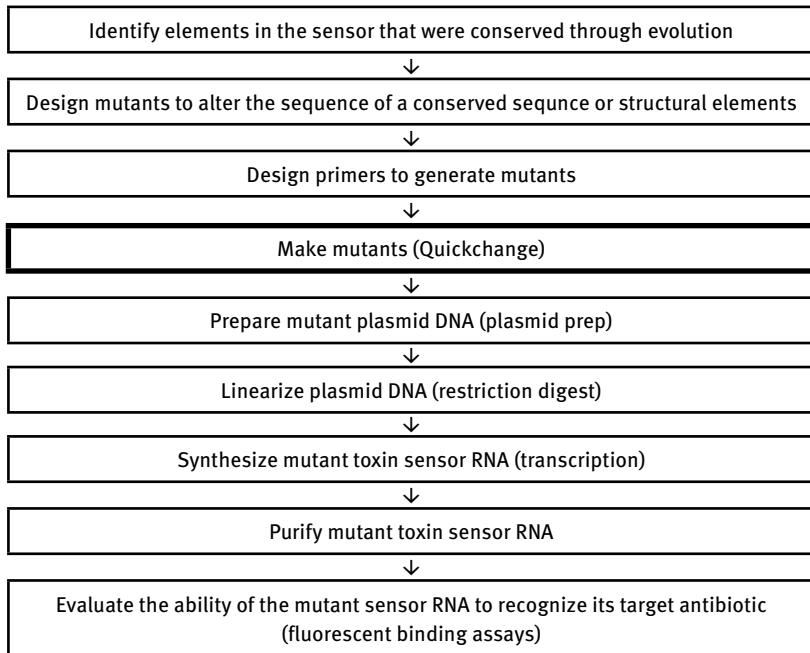 Identify elements in the sensor that were conserved through evolution
↓
Design mutants to alter the sequence of a conserved sequnce or structural elements
↓
Design primers to generate mutants
↓
Make mutants (Quickchange)
↓
Prepare mutant plasmid DNA (plasmid prep)
↓
Linearize plasmid DNA (restriction digest)
↓
Synthesize mutant toxin sensor RNA (transcription)
↓
Purify mutant toxin sensor RNA
↓
Evaluate the ability of the mutant sensor RNA to recognize its target antibiotic
(fluorescent binding assays)